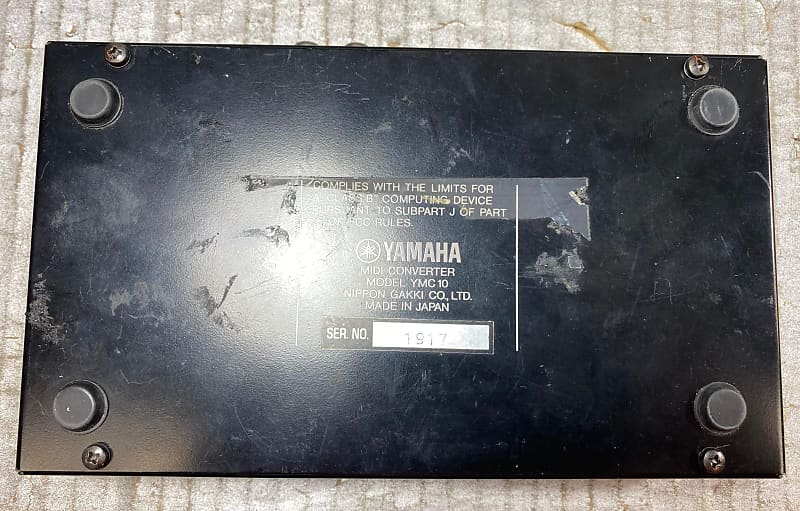 COMPLIES WITH THE LIMITS FOR
A "CLASS B" COMPUTING DEVICE
PURSUANT TO SUBPART J OF PART
OF FCC RULES.
YAMAHA
MIDI CONVERTER
MODEL YMC10
NIPPON GAKKI CO., LTD.
MADE IN JAPAN
SER. NO. 1917